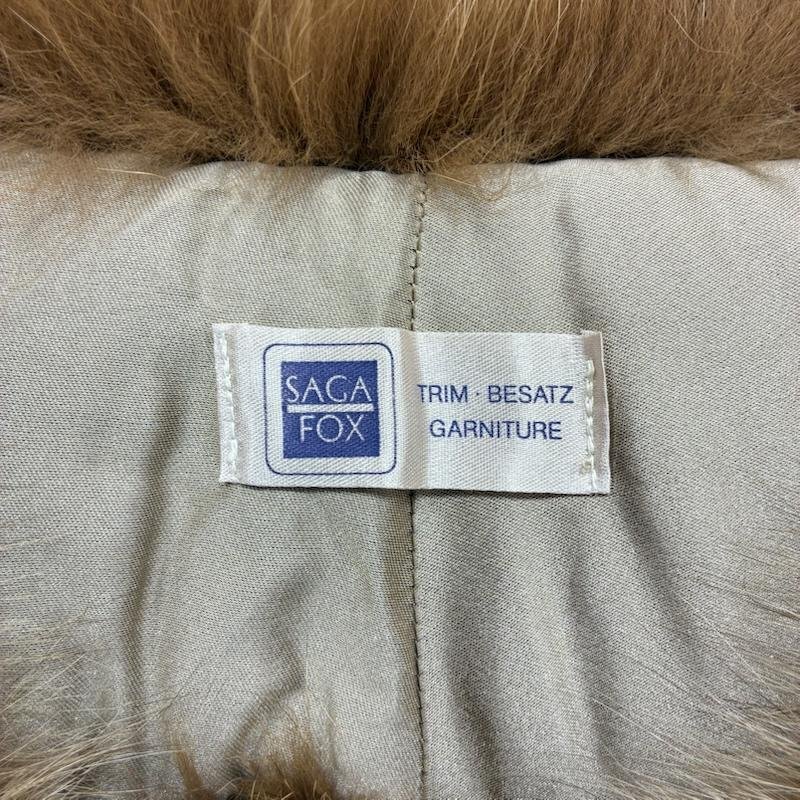 SAGA
FOX
TRIM · BESATZ
GARNITURE